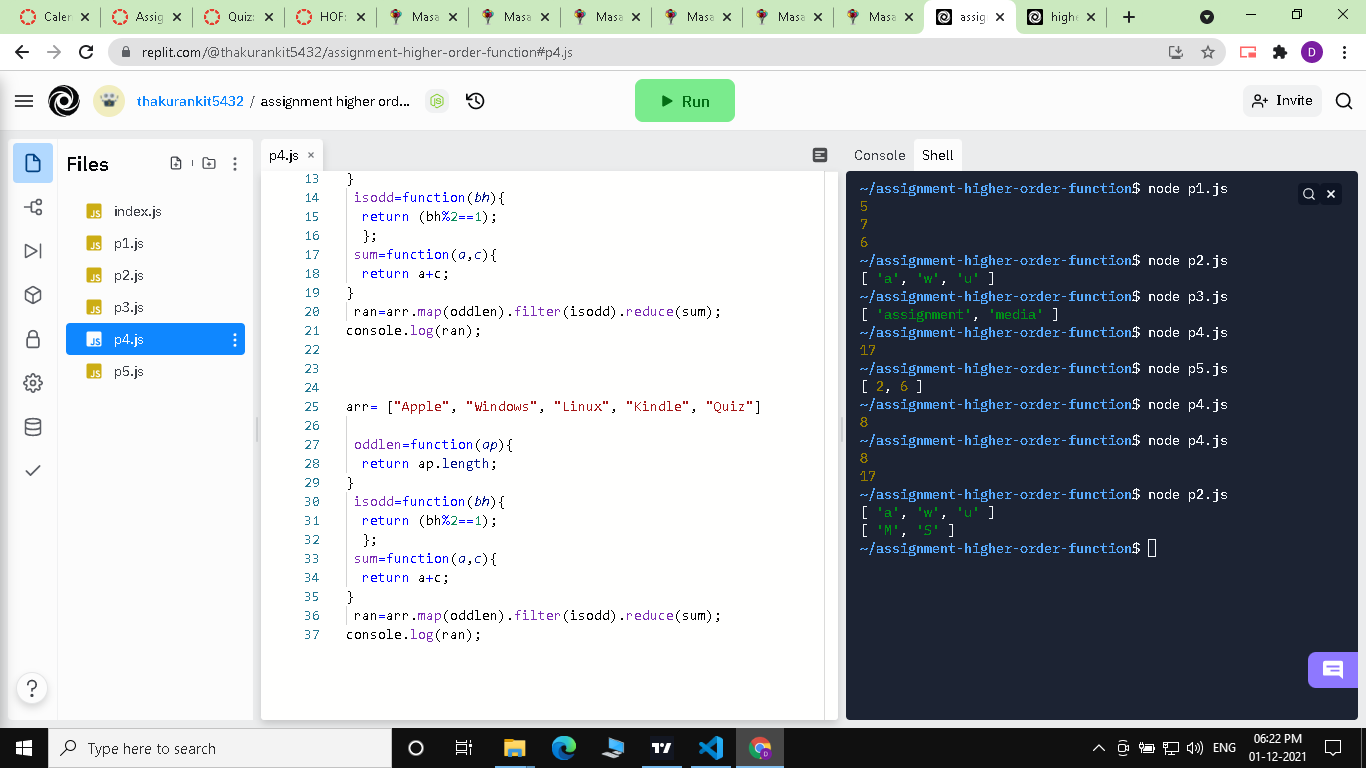 Calen
Assig
Quiz:
HOF:
Masa
Masa
Masa
Masa
Masa
Masa
assig
highe
replit.com/@thakurankit5432/assignment-higher-order-function#p4.js
D
thakurankit5432 / assignment higher ord...
Run
Invite
Files
JS index.js
JS p1.js
JS p2.js
JS p3.js
JS p4.js
JS p5.js
p4.js
13 }
14 isodd=function(bh){
15 return (bh%2==1);
16 };
17 sum=function(a,c){
18 return a+c;
19 }
20 ran=arr.map(oddlen).filter(isodd).reduce(sum);
21 console.log(ran);
22
23
24
25 arr= ["Apple", "Windows", "Linux", "Kindle", "Quiz"]
26
27 oddlen=function(ap){
28 return ap.length;
29 }
30 isodd=function(bh){
31 return (bh%2==1);
32 };
33 sum=function(a,c){
34 return a+c;
35 }
36 ran=arr.map(oddlen).filter(isodd).reduce(sum);
37 console.log(ran);
Console Shell
~/assignment-higher-order-function$ node p1.js
5
7
6
~/assignment-higher-order-function$ node p2.js
[ 'a', 'w', 'u' ]
~/assignment-higher-order-function$ node p3.js
[ 'assignment', 'media' ]
~/assignment-higher-order-function$ node p4.js
17
~/assignment-higher-order-function$ node p5.js
[ 2, 6 ]
~/assignment-higher-order-function$ node p4.js
8
~/assignment-higher-order-function$ node p4.js
8
17
~/assignment-higher-order-function$ node p2.js
[ 'a', 'w', 'u' ]
[ 'M', 'S' ]
~/assignment-higher-order-function$
?
Type here to search
ENG
06:22 PM
01-12-2021